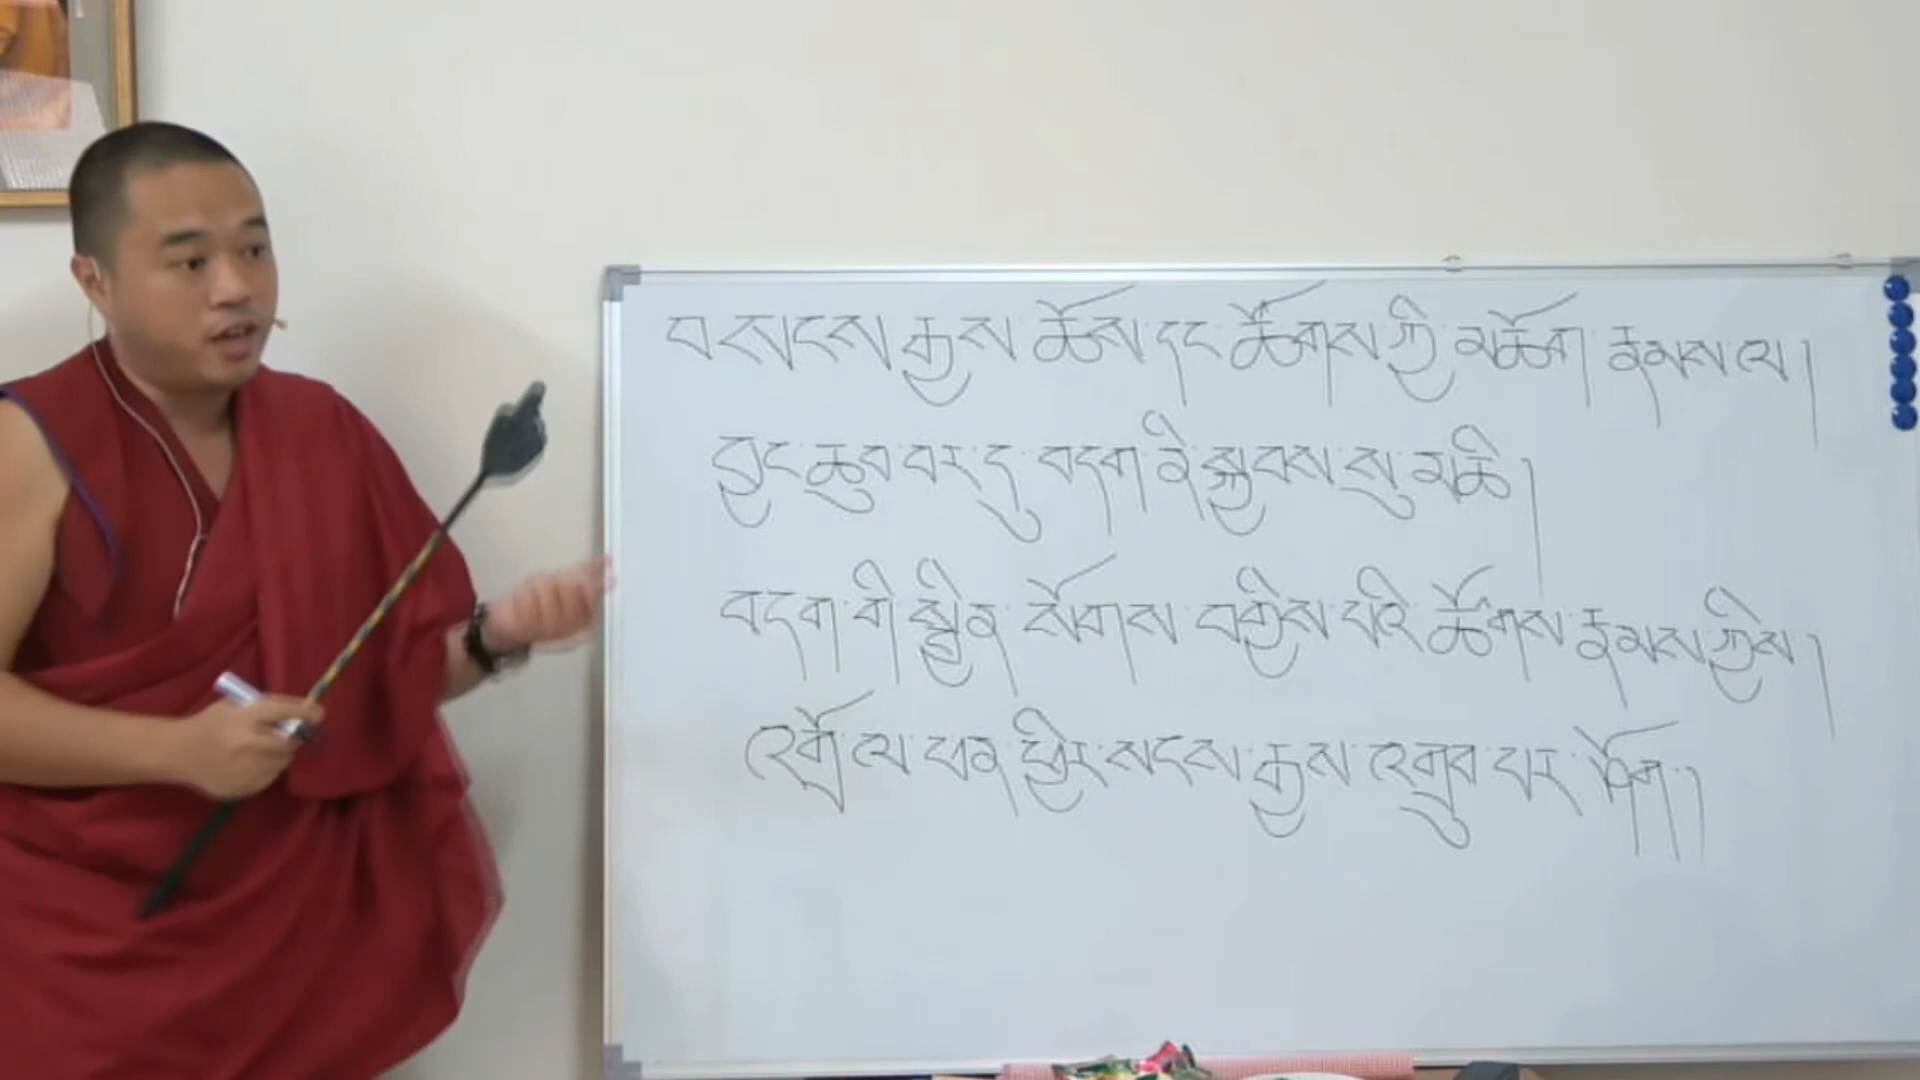 བ སངས་རྒྱས་ཆོས་དང་ཚོགས་ཀྱི་མཆོག་རྣམས་ལ།
བྱང་ཆུབ་བར་དུ་བདག་ནི་སྐྱབས་སུ་མཆི།
བདག་གི་སྦྱིན་སོགས་བགྱིས་པའི་ཚོགས་རྣམས་ཀྱིས།
འགྲོ་ལ་ཕན་ཕྱིར་སངས་རྒྱས་འགྲུབ་པར་ཤོག།